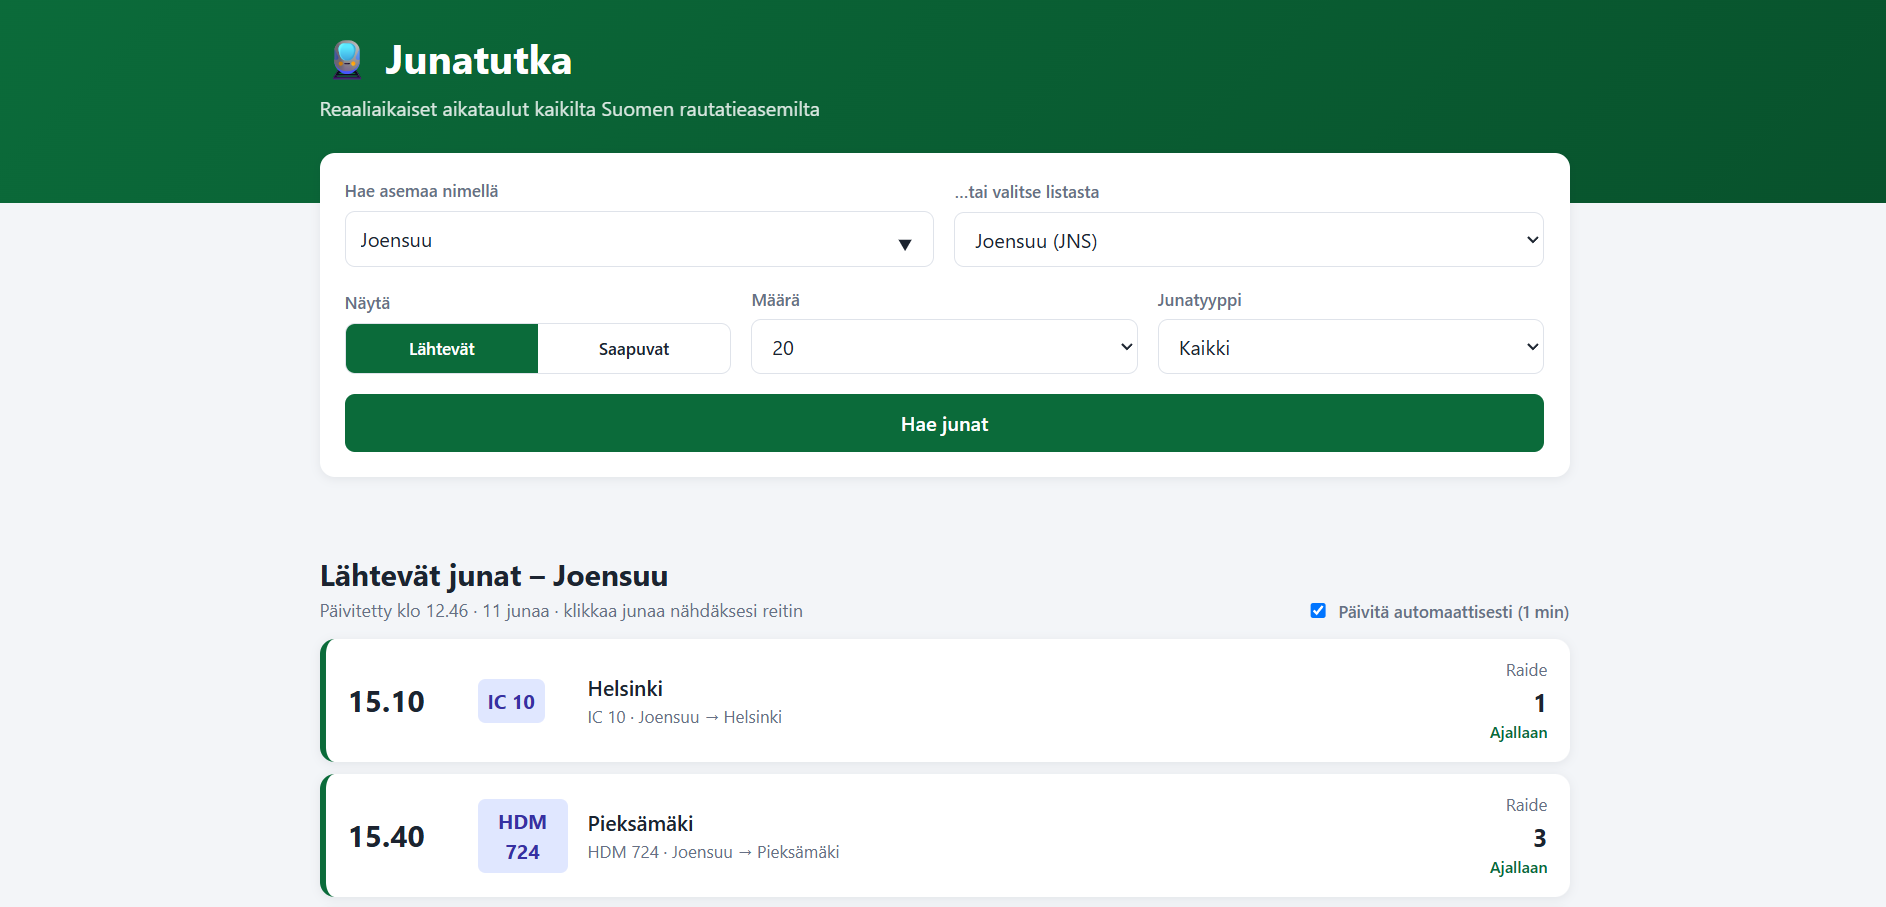 Junatutka
Reaaliaikaiset aikataulut kaikilta Suomen rautatieasemilta
Hae asemaa nimellä
Joensuu
...tai valitse listasta
Joensuu (JNS)
Näytä
Lähtevät
Saapuvat
Määrä
20
Junatyyppi
Kaikki
Hae junat
Lähtevät junat – Joensuu
Päivitetty klo 12.46 · 11 junaa · klikkaa junaa nähdäksesi reitin
Päivitä automaattisesti (1 min)
15.10
IC 10
Helsinki
IC 10 · Joensuu → Helsinki
Raide
1
Ajallaan
15.40
HDM
724
Pieksämäki
HDM 724 · Joensuu → Pieksämäki
Raide
3
Ajallaan